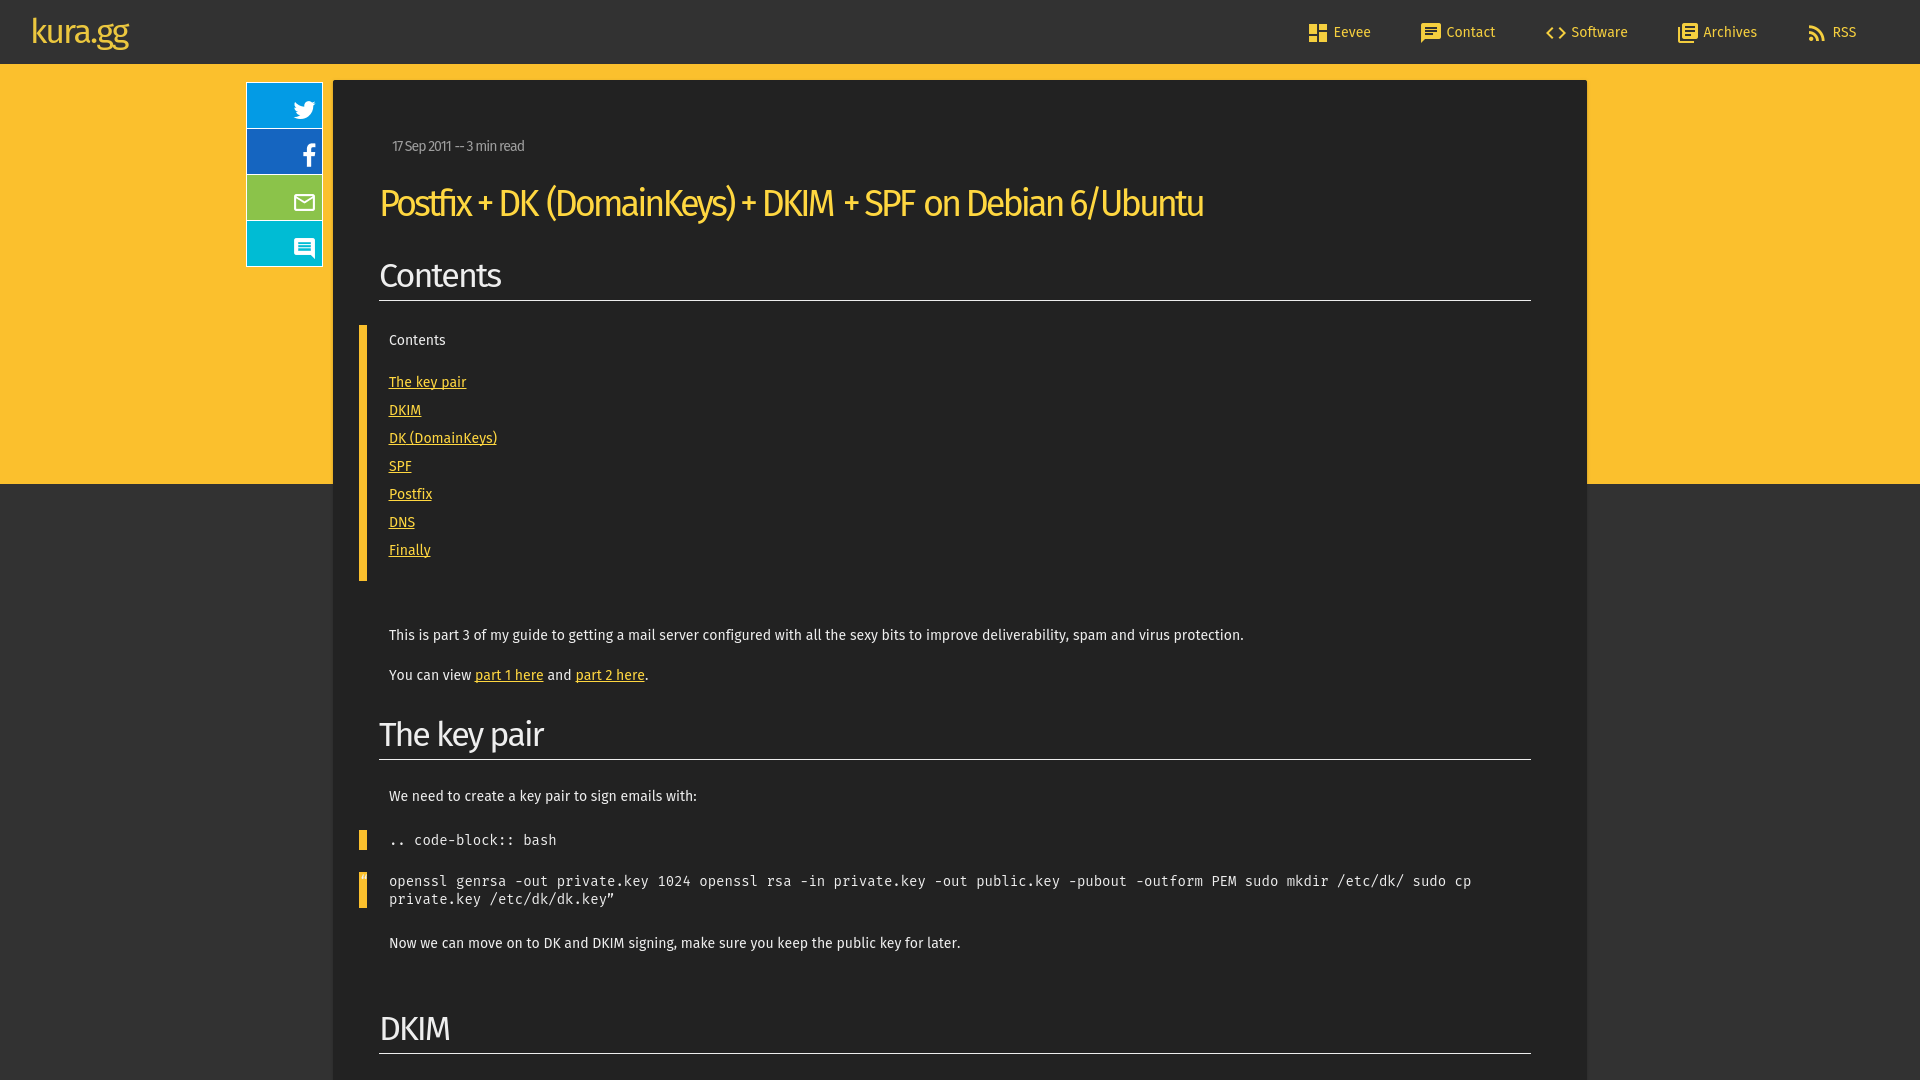 kura.gg
Eevee
Contact
Software
Archives
RSS
17 Sep 2011 -- 3 min read
Postfix + DK (DomainKeys) + DKIM + SPF on Debian 6/Ubuntu
Contents
Contents
The key pair
DKIM
DK (DomainKeys)
SPF
Postfix
DNS
Finally
This is part 3 of my guide to getting a mail server configured with all the sexy bits to improve deliverability, spam and virus protection.
You can view part 1 here and part 2 here.
The key pair
We need to create a key pair to sign emails with:
.. code-block:: bash
openssl genrsa -out private.key 1024 openssl rsa -in private.key -out public.key -pubout -outform PEM sudo mkdir /etc/dk/ sudo cp
private.key /etc/dk/dk.key”
Now we can move on to DK and DKIM signing, make sure you keep the public key for later.
DKIM